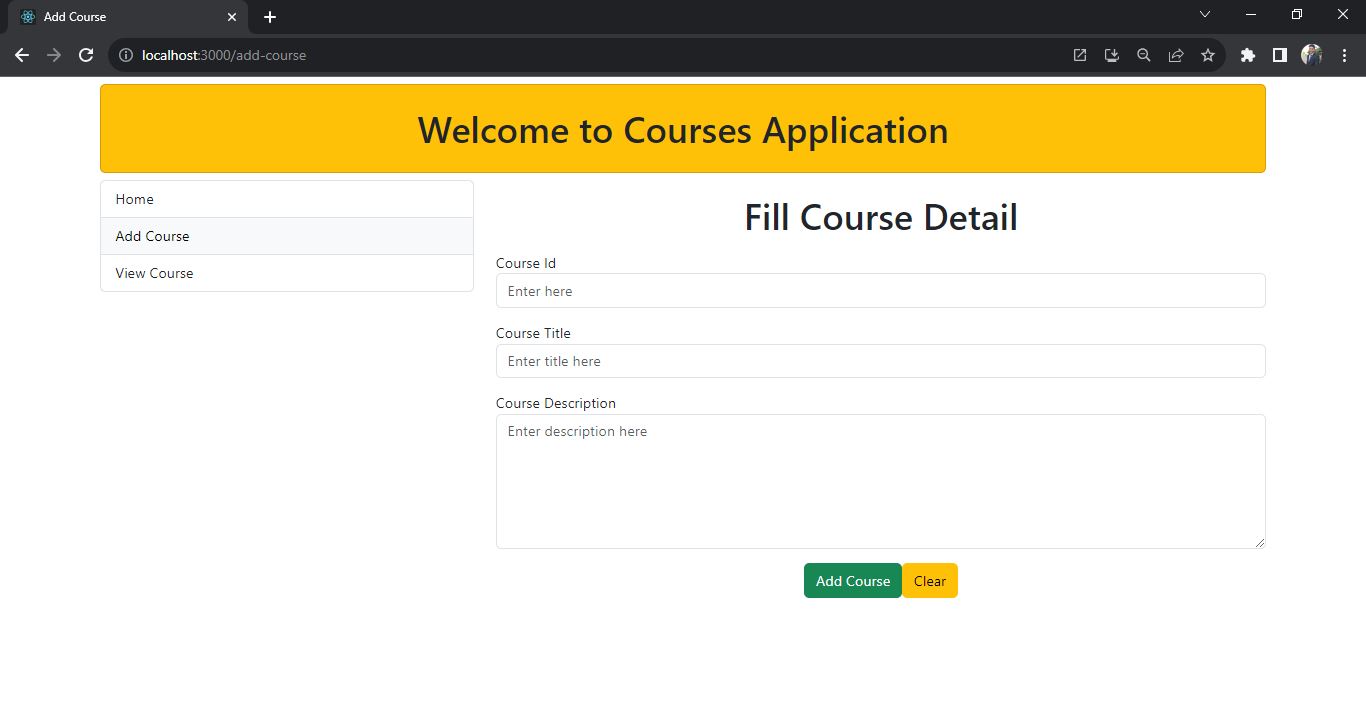 Add Course
localhost:3000/add-course
Welcome to Courses Application
Home
Add Course
View Course
Fill Course Detail
Course Id
Enter here
Course Title
Enter title here
Course Description
Enter description here
Add Course Clear